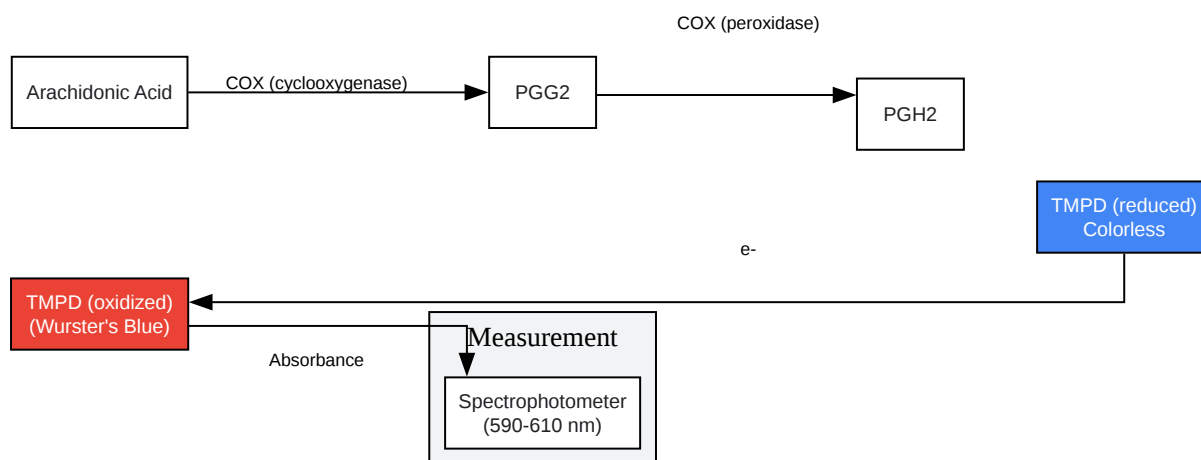 COX (peroxidase)
Arachidonic Acid
COX (cyclooxygenase)
PGG2
PGH2
TMPD (reduced)
Colorless
e-
TMPD (oxidized)
(Wurster's Blue)
Absorbance
Measurement
Spectrophotometer
(590-610 nm)